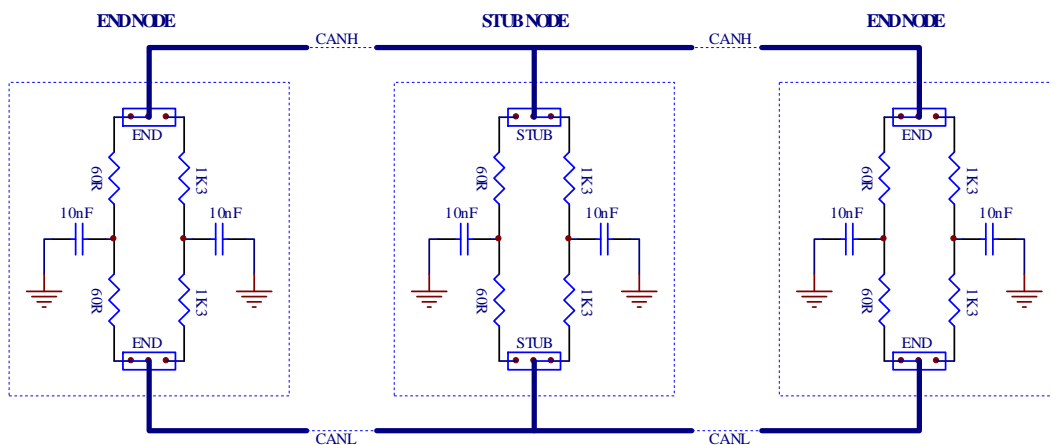 END NODE STUB NODE END NODE
CANH CANH
END STUB END
60R 1K3 60R 1K3 60R 1K3
10nF 10nF 10nF 10nF 10nF 10nF
60R 1K3 60R 1K3 60R 1K3
END STUB END
CANL CANL